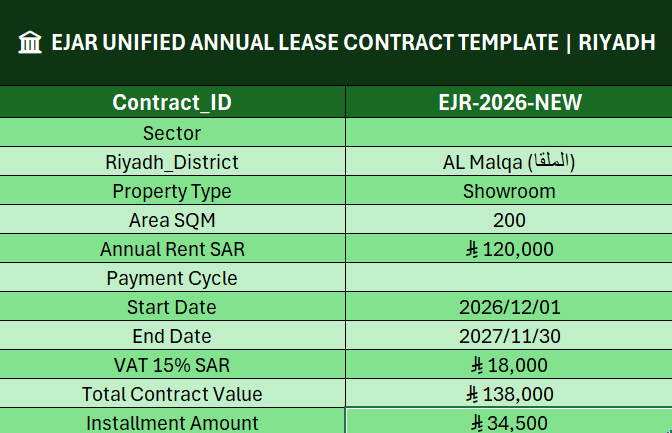 🏛 EJAR UNIFIED ANNUAL LEASE CONTRACT TEMPLATE | RIYADH
Contract_ID EJR-2026-NEW
Sector
Riyadh_District AL Malqa (الملقا)
Property Type Showroom
Area SQM 200
Annual Rent SAR ⃁ 120,000
Payment Cycle
Start Date 2026/12/01
End Date 2027/11/30
VAT 15% SAR ⃁ 18,000
Total Contract Value ⃁ 138,000
Installment Amount ⃁ 34,500